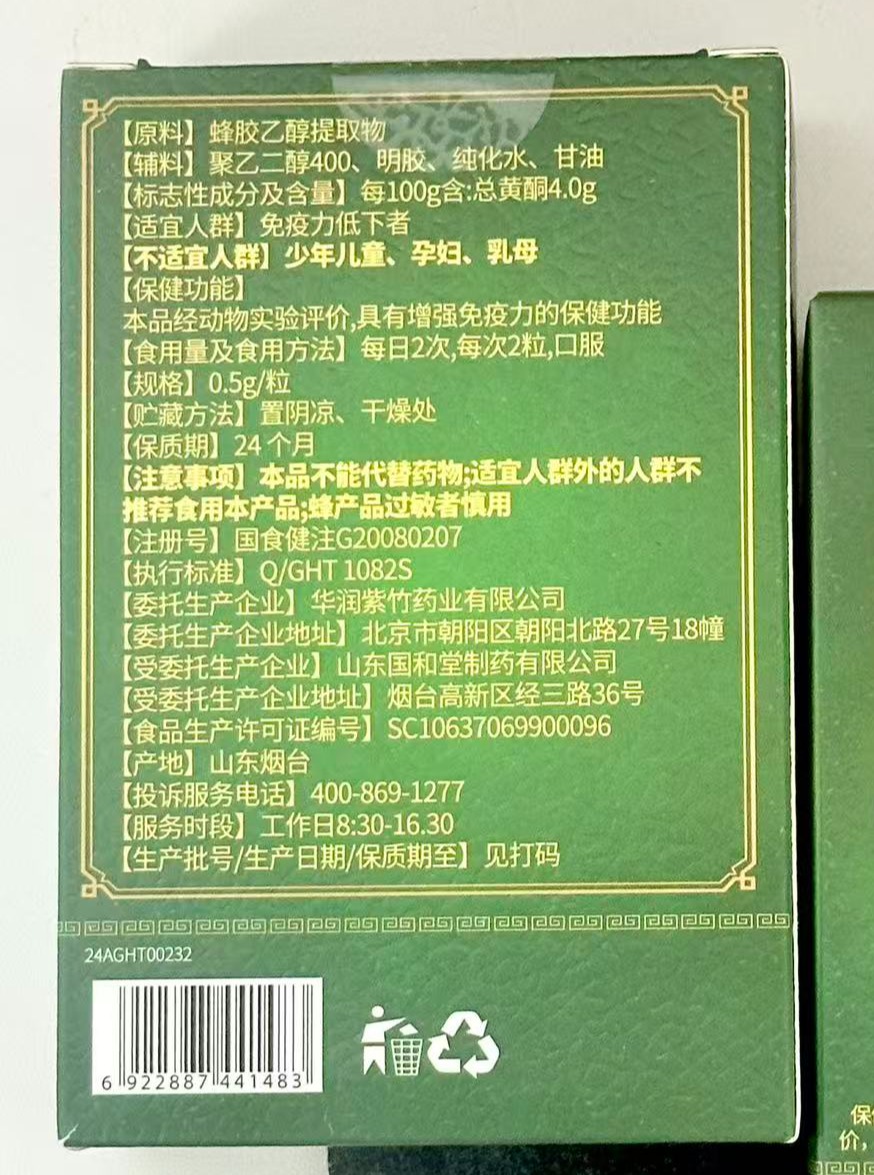 【原料】蜂胶乙醇提取物
【辅料】聚乙二醇400、明胶、纯化水、甘油
【标志性成分及含量】每100g含:总黄酮4.0g
【适宜人群】免疫力低下者
【不适宜人群】少年儿童、孕妇、乳母
【保健功能】
本品经动物实验评价,具有增强免疫力的保健功能
【食用量及食用方法】每日2次,每次2粒,口服
【规格】0.5g/粒
【贮藏方法】置阴凉、干燥处
【保质期】24个月
【注意事项】本品不能代替药物;适宜人群外的人群不
推荐食用本产品;蜂产品过敏者慎用
【注册号】国食健注G20080207
【执行标准】Q/GHT 1082S
【委托生产企业】华润紫竹药业有限公司
【委托生产企业地址】北京市朝阳区朝阳北路27号18幢
【受委托生产企业】山东国和堂制药有限公司
【受委托生产企业地址】烟台高新区经三路36号
【食品生产许可证编号】SC10637069900096
【产地】山东烟台
【投诉服务电话】400-869-1277
【服务时段】工作日8:30-16.30
【生产批号/生产日期/保质期至】见打码
24AGHT00232
6 922887 441483
保
价,